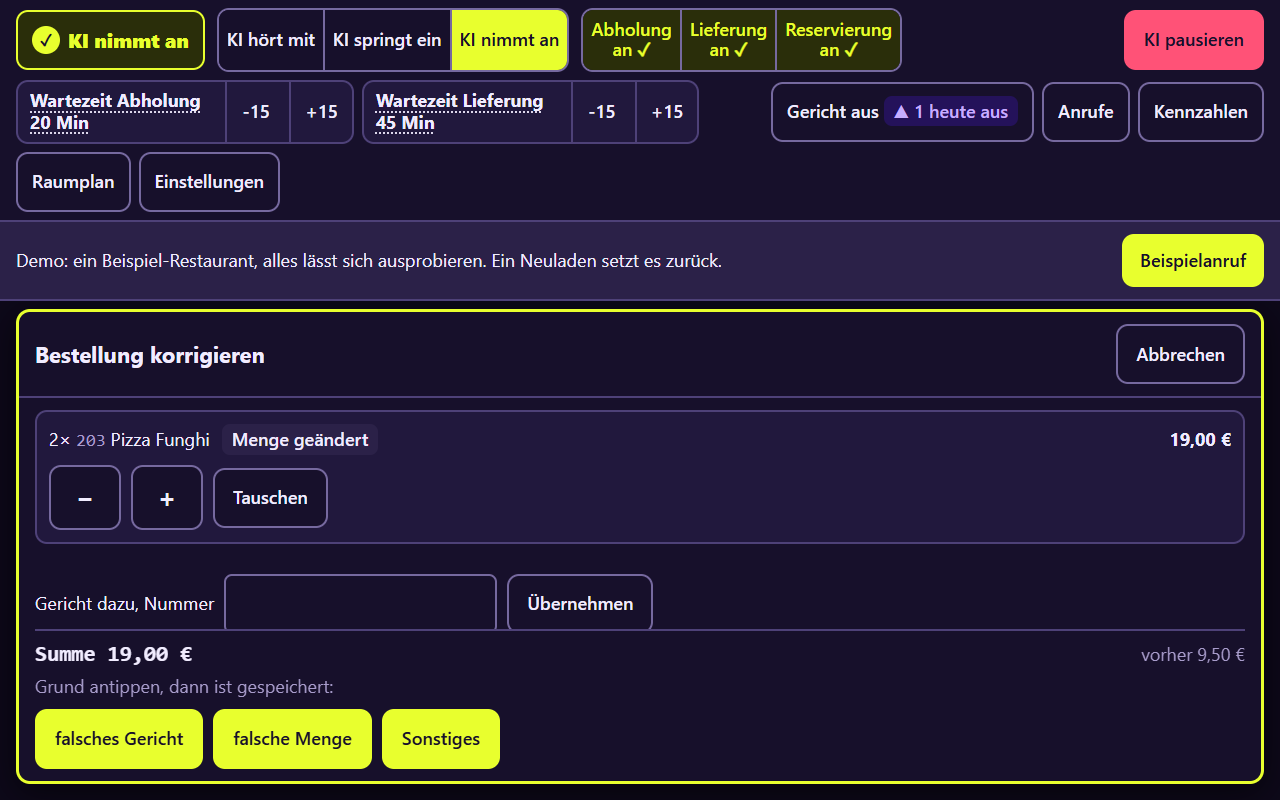 ✓ KI nimmt an
KI hört mit
KI springt ein
KI nimmt an
Abholung
an ✓
Lieferung
an ✓
Reservierung
an ✓
KI pausieren
Wartezeit Abholung
20 Min
-15
+15
Wartezeit Lieferung
45 Min
-15
+15
Gericht aus ▲ 1 heute aus
Anrufe
Kennzahlen
Raumplan
Einstellungen
Demo: ein Beispiel-Restaurant, alles lässt sich ausprobieren. Ein Neuladen setzt es zurück.
Beispielanruf
Bestellung korrigieren
Abbrechen
2× 203 Pizza Funghi Menge geändert
19,00 €
−
+
Tauschen
Gericht dazu, Nummer
Übernehmen
Summe 19,00 €
vorher 9,50 €
Grund antippen, dann ist gespeichert:
falsches Gericht
falsche Menge
Sonstiges